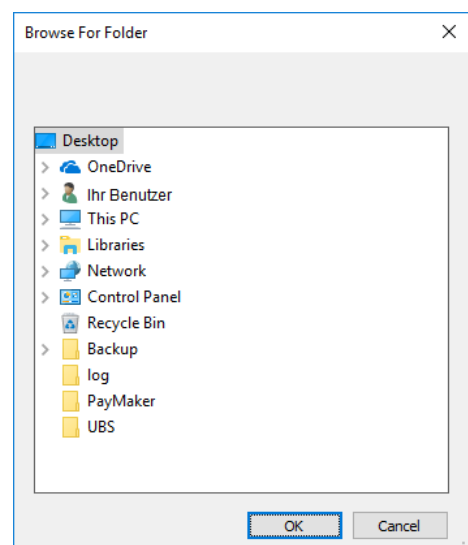 Browse For Folder
Desktop
OneDrive
Ihr Benutzer
This PC
Libraries
Network
Control Panel
Recycle Bin
Backup
log
PayMaker
UBS
OK Cancel